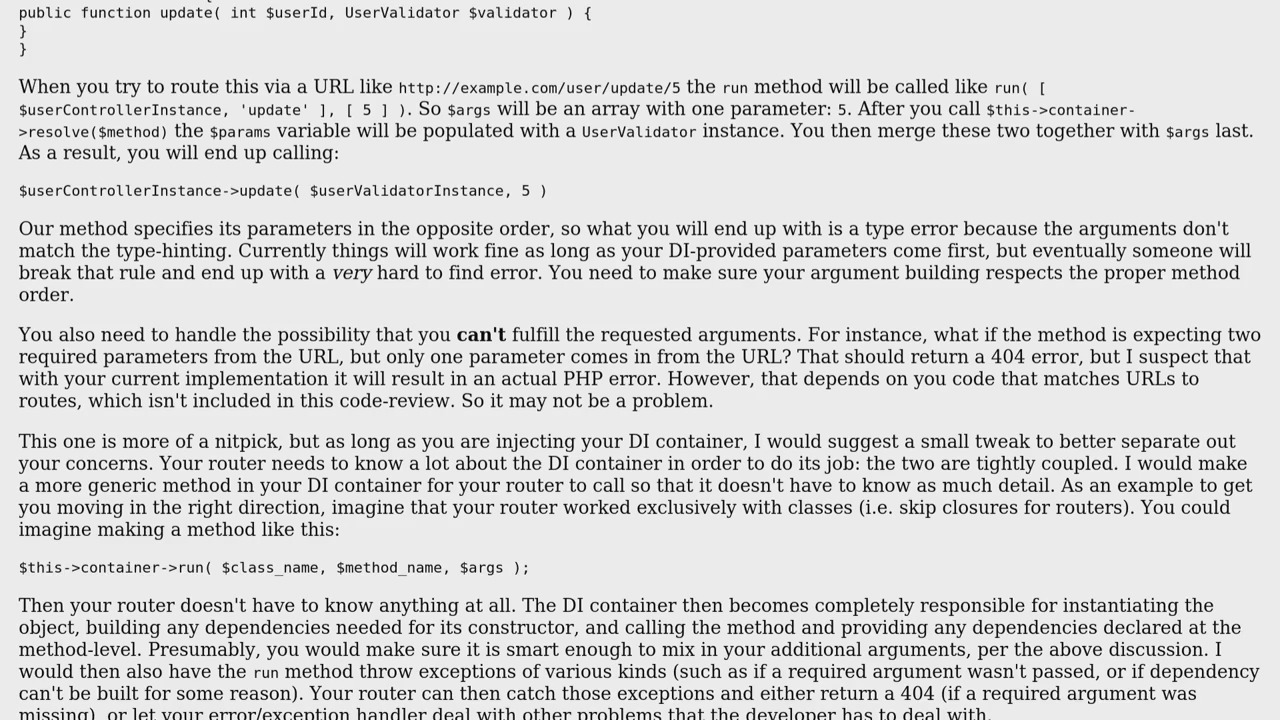 public function update( int $userId, UserValidator $validator ) {
}
}
When you try to route this via a URL like http://example.com/user/update/5 the run method will be called like run( [
$userControllerInstance, 'update' ], [ 5 ] ). So $args will be an array with one parameter: 5. After you call $this->container-
>resolve($method) the $params variable will be populated with a UserValidator instance. You then merge these two together with $args last.
As a result, you will end up calling:
$userControllerInstance->update( $userValidatorInstance, 5 )
Our method specifies its parameters in the opposite order, so what you will end up with is a type error because the arguments don't
match the type-hinting. Currently things will work fine as long as your DI-provided parameters come first, but eventually someone will
break that rule and end up with a very hard to find error. You need to make sure your argument building respects the proper method
order.
You also need to handle the possibility that you can't fulfill the requested arguments. For instance, what if the method is expecting two
required parameters from the URL, but only one parameter comes in from the URL? That should return a 404 error, but I suspect that
with your current implementation it will result in an actual PHP error. However, that depends on you code that matches URLs to
routes, which isn't included in this code-review. So it may not be a problem.
This one is more of a nitpick, but as long as you are injecting your DI container, I would suggest a small tweak to better separate out
your concerns. Your router needs to know a lot about the DI container in order to do its job: the two are tightly coupled. I would make
a more generic method in your DI container for your router to call so that it doesn't have to know as much detail. As an example to get
you moving in the right direction, imagine that your router worked exclusively with classes (i.e. skip closures for routers). You could
imagine making a method like this:
$this->container->run( $class_name, $method_name, $args );
Then your router doesn't have to know anything at all. The DI container then becomes completely responsible for instantiating the
object, building any dependencies needed for its constructor, and calling the method and providing any dependencies declared at the
method-level. Presumably, you would make sure it is smart enough to mix in your additional arguments, per the above discussion. I
would then also have the run method throw exceptions of various kinds (such as if a required argument wasn't passed, or if dependency
can't be built for some reason). Your router can then catch those exceptions and either return a 404 (if a required argument was
missing), or let your error/exception handler deal with other problems that the developer has to deal with.